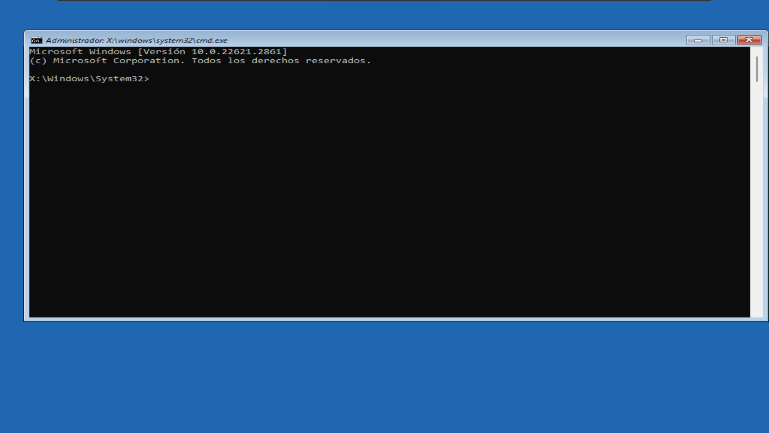 Administrador: X:\windows\system32\cmd.exe
Microsoft Windows [Versión 10.0.22621.2861]
(c) Microsoft Corporation. Todos los derechos reservados.
X:\Windows\System32>